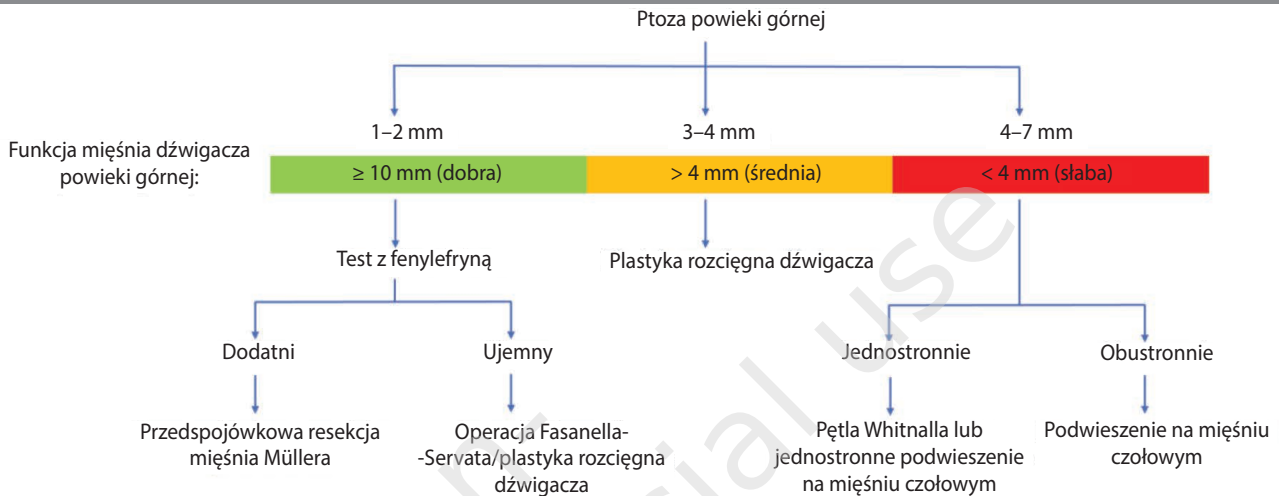 Ptoza powieki górnej
1–2 mm
3–4 mm
4–7 mm
Funkcja mięśnia dźwigacza
powieki górnej:
≥ 10 mm (dobra)
> 4 mm (średnia)
< 4 mm (słaba)
Test z fenylefryną
Plastyka rozcięgna dźwigacza
Dodatni
Ujemny
Jednostronnie
Obustronnie
Przedspojówkowa resekcja
mięśnia Müllera
Operacja Fasanella-
-Servata/plastyka rozcięgna
dźwigacza
Pętla Whitnalla lub
jednostronne podwieszenie
na mięśniu czołowym
Podwieszenie na mięśniu
czołowym